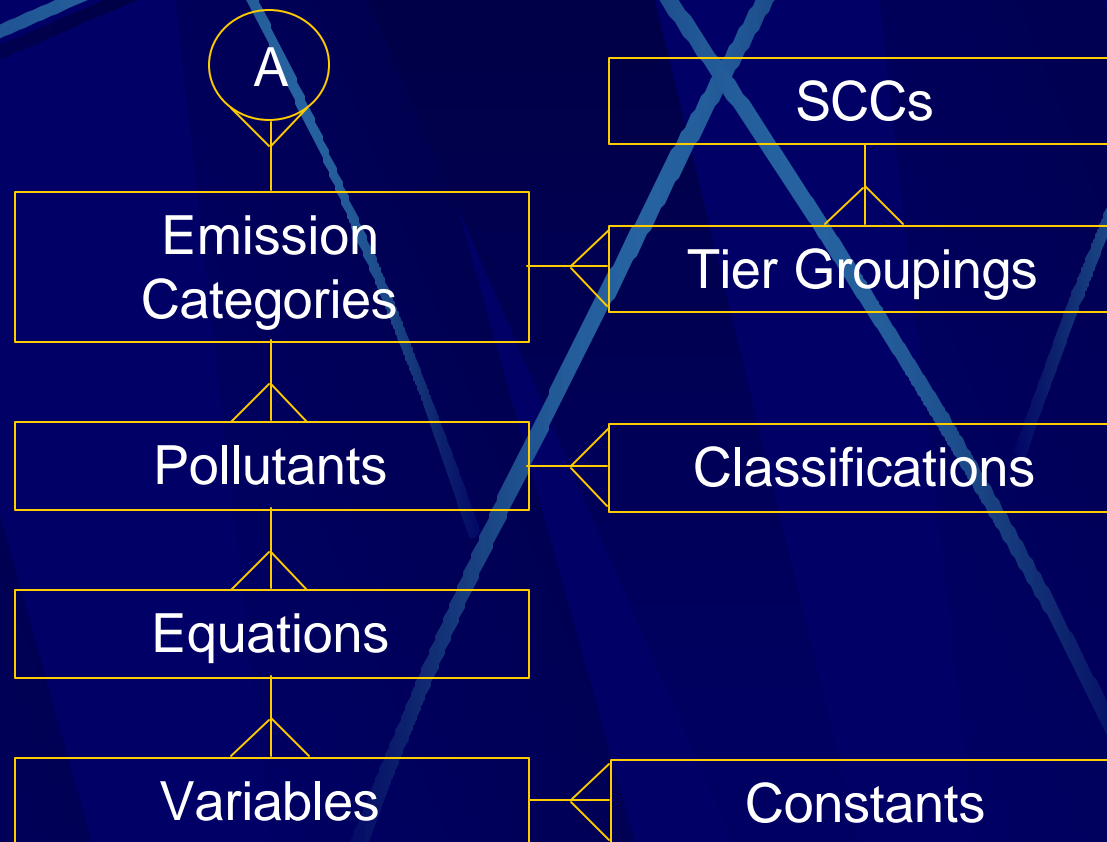 A
SCCs
Emission
Categories
Tier Groupings
Pollutants
Classifications
Equations
Variables
Constants